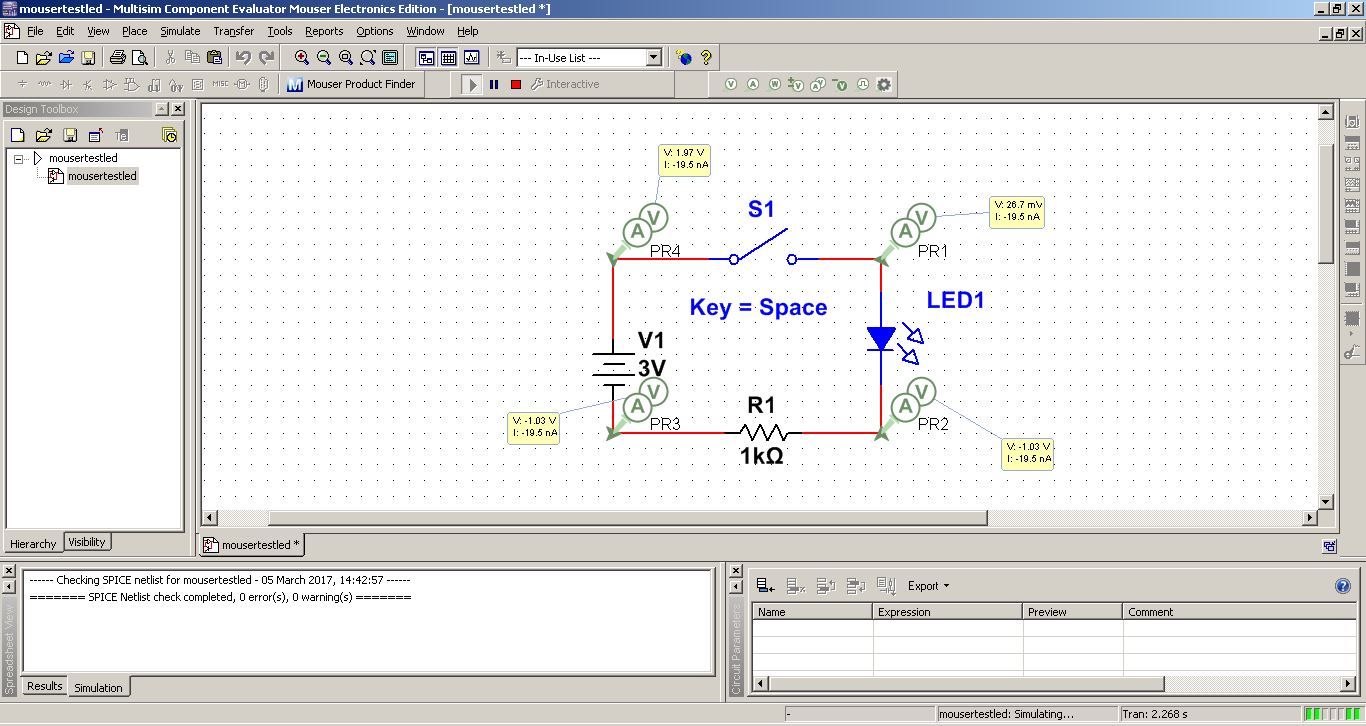 mousertestled - Multisim Component Evaluator Mouser Electronics Edition - [mousertestled *]
File Edit View Place Simulate Transfer Tools Reports Options Window Help
--- In-Use List ---
MISC M Mouser Product Finder Interactive V A W V A V V
Design Toolbox
mousertestled
mousertestled
V: 1.97 V
I: -19.5 nA
V: 26.7 mV
I: -19.5 nA
S1
A V
A V
PR4
PR1
Key = Space
LED1
V1
3V
A V
A V
R1
V: -1.03 V
I: -19.5 nA
PR3
PR2
1kΩ
V: -1.03 V
I: -19.5 nA
Hierarchy Visibility
mousertestled *
------ Checking SPICE netlist for mousertestled - 05 March 2017, 14:42:57 ------
======= SPICE Netlist check completed, 0 error(s), 0 warning(s) =======
Spreadsheet View
Results Simulation
Export
Name Expression Preview Comment
Circuit Parameters
- mousertestled: Simulating... Tran: 2.268 s